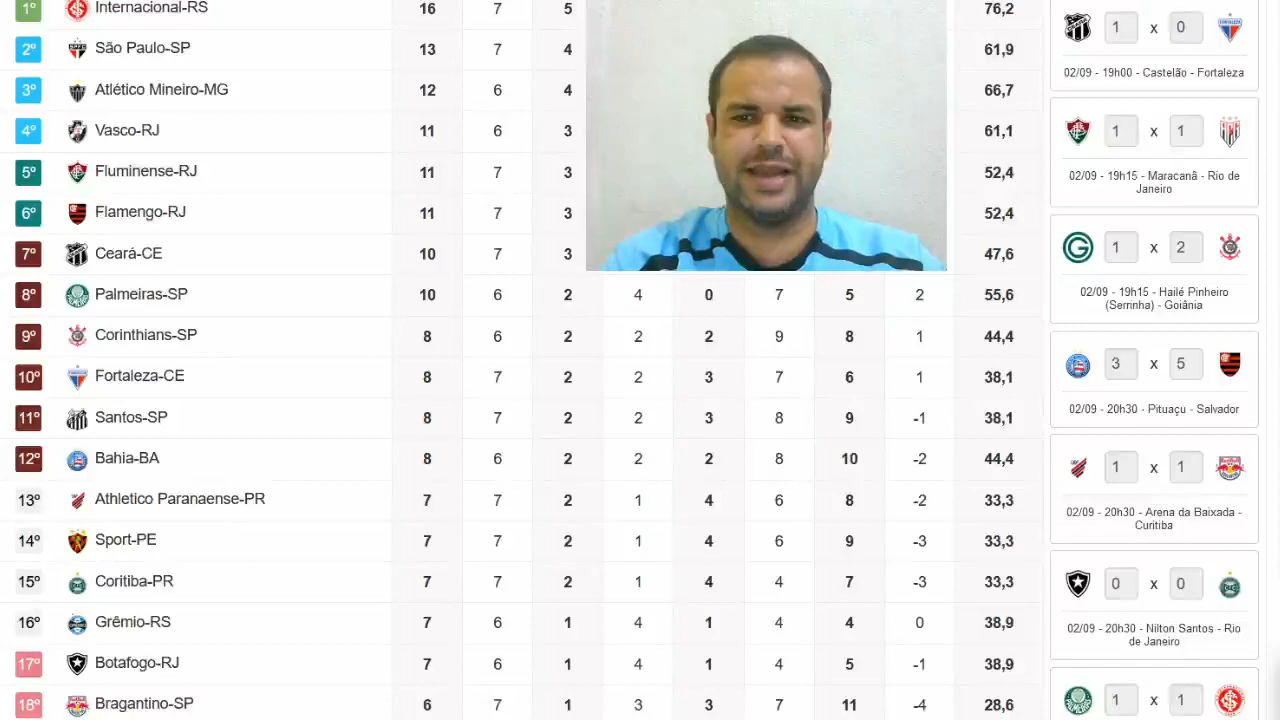 1º Internacional-RS 16 7 5 76,2
2º São Paulo-SP 13 7 4 61,9
3º Atlético Mineiro-MG 12 6 4 66,7
4º Vasco-RJ 11 6 3 61,1
5º Fluminense-RJ 11 7 3 52,4
6º Flamengo-RJ 11 7 3 52,4
7º Ceará-CE 10 7 3 47,6
8º Palmeiras-SP 10 6 2 4 0 7 5 2 55,6
9º Corinthians-SP 8 6 2 2 2 9 8 1 44,4
10º Fortaleza-CE 8 7 2 2 3 7 6 1 38,1
11º Santos-SP 8 7 2 2 3 8 9 -1 38,1
12º Bahia-BA 8 6 2 2 2 8 10 -2 44,4
13º Athletico Paranaense-PR 7 7 2 1 4 6 8 -2 33,3
14º Sport-PE 7 7 2 1 4 6 9 -3 33,3
15º Coritiba-PR 7 7 2 1 4 4 7 -3 33,3
16º Grêmio-RS 7 6 1 4 1 4 4 0 38,9
17º Botafogo-RJ 7 6 1 4 1 4 5 -1 38,9
18º Bragantino-SP 6 7 1 3 3 7 11 -4 28,6
1 x 0
02/09 - 19h00 - Castelão - Fortaleza
1 x 1
02/09 - 19h15 - Maracanã - Rio de
Janeiro
1 x 2
02/09 - 19h15 - Hailé Pinheiro
(Serrinha) - Goiânia
3 x 5
02/09 - 20h30 - Pituaçu - Salvador
1 x 1
02/09 - 20h30 - Arena da Baixada -
Curitiba
0 x 0
02/09 - 20h30 - Nilton Santos - Rio
de Janeiro
1 x 1